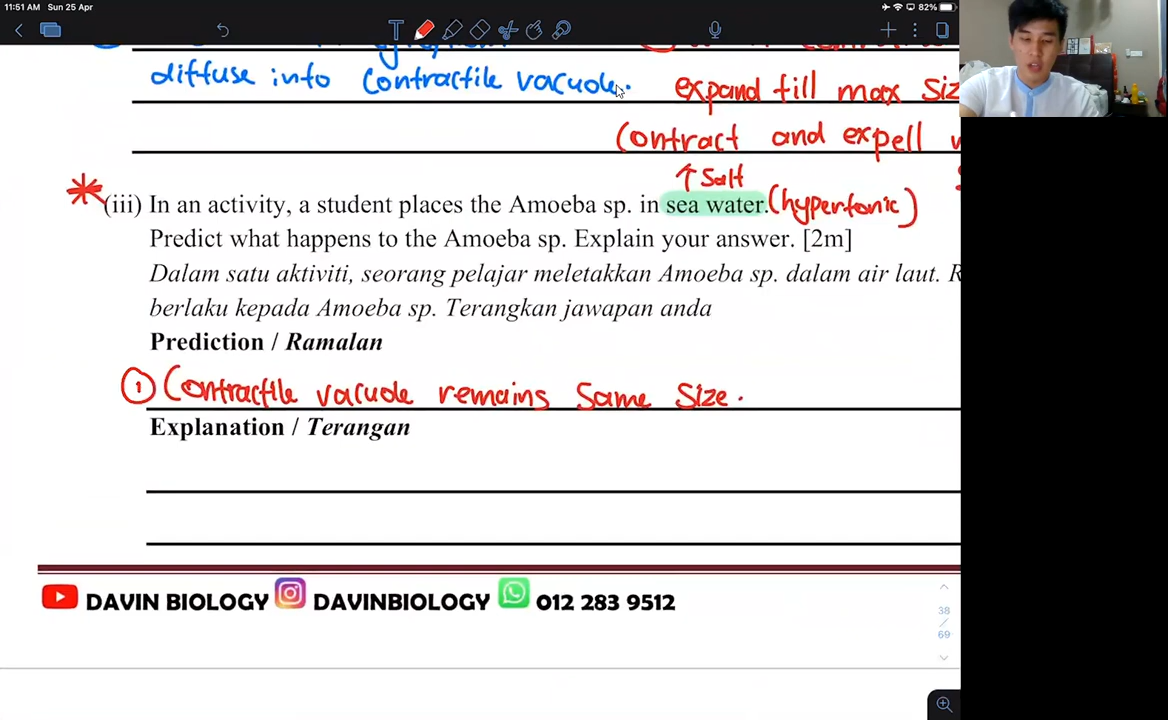 11:51 AM Sun 25 Apr
82%
diffuse into contractile vacuole.
expand till max siz
contract and expell
↑ Salt
(iii) In an activity, a student places the Amoeba sp. in sea water. (hypertonic)
Predict what happens to the Amoeba sp. Explain your answer. [2m]
Dalam satu aktiviti, seorang pelajar meletakkan Amoeba sp. dalam air laut. R
berlaku kepada Amoeba sp. Terangkan jawapan anda
Prediction / Ramalan
① Contractile vacuole remains same size.
Explanation / Terangan
DAVIN BIOLOGY DAVINBIOLOGY 012 283 9512
38
/
69